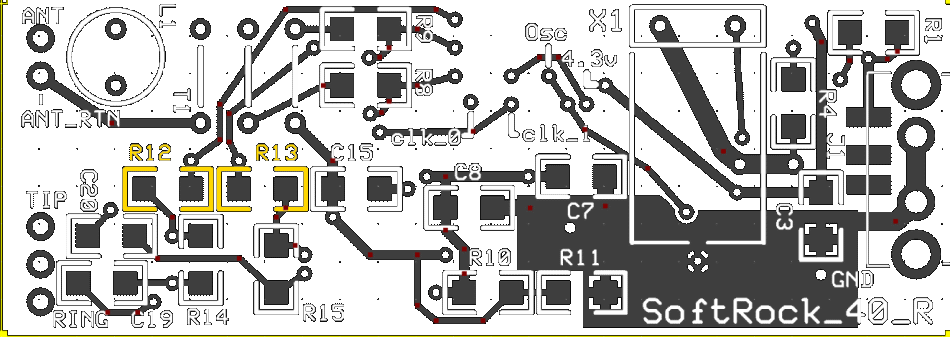 ANT
L1
R6
Osc
X1
R1
4.3v
R8
T1
R4
ANT_RTN
clk_0
clk_1
J1
R12
R13
C15
C8
TIP
C20
C7
C3
R10
R11
GND
RING
C19
R14
R15
SoftRock_40_R